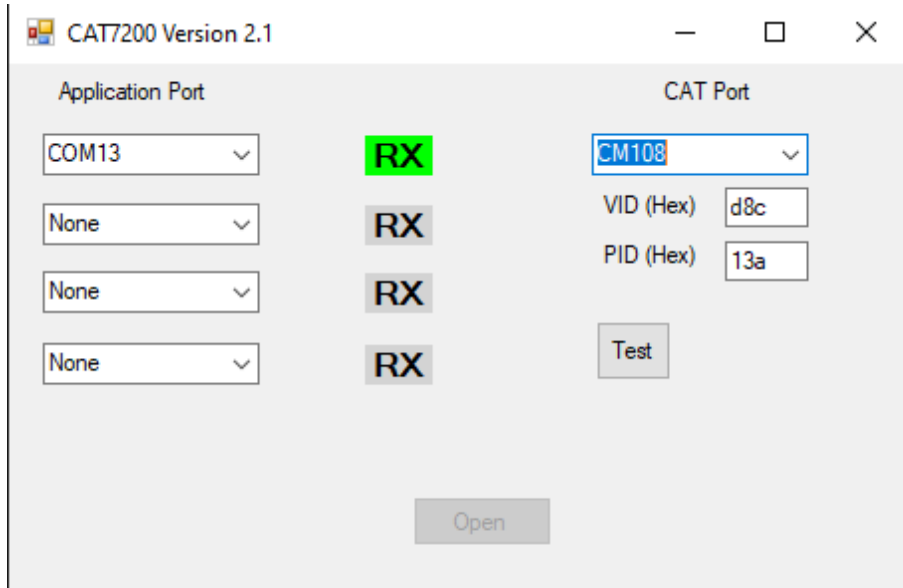 CAT7200 Version 2.1
Application Port
CAT Port
COM13
RX
CM108
None
RX
VID (Hex)
d8c
PID (Hex)
13a
None
RX
None
RX
Test
Open